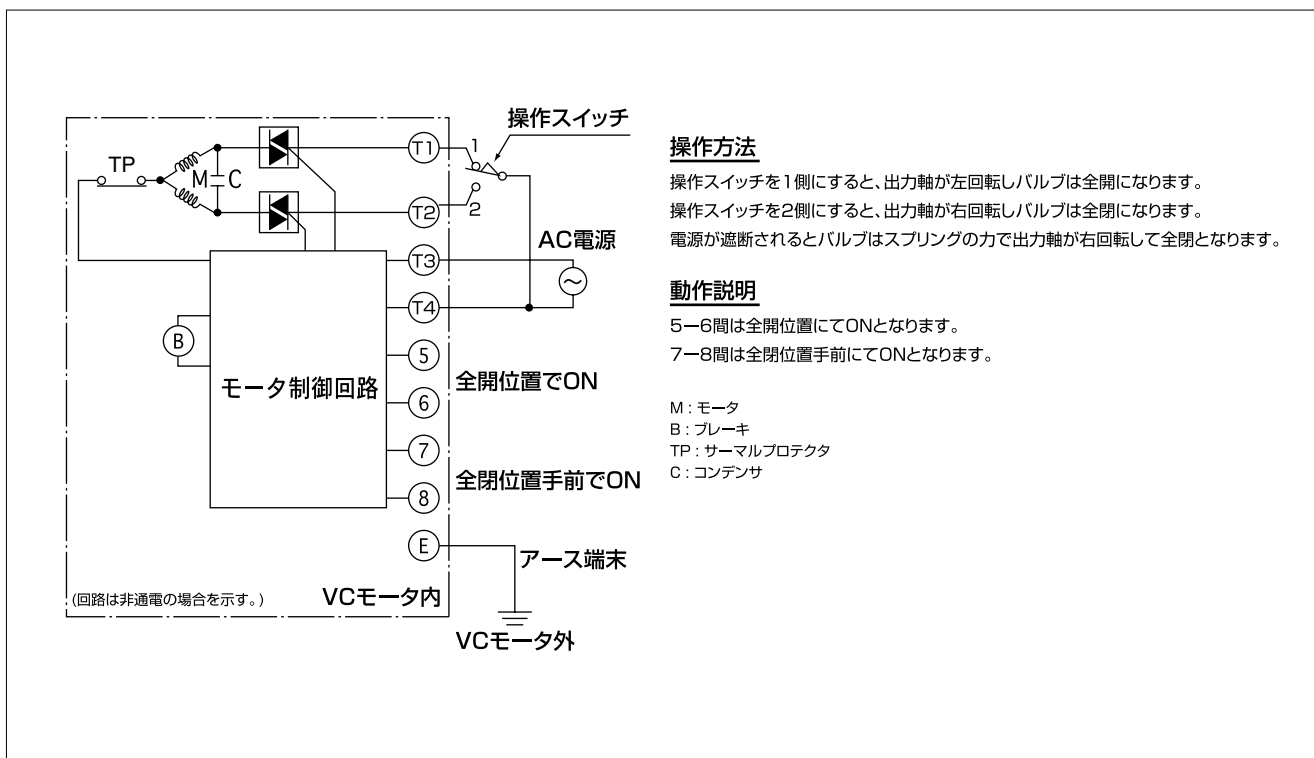 操作スイッチ
TP
M
C
T1
1
T2
2
AC電源
T3
T4
B
モータ制御回路
5
全開位置でON
6
7
全閉位置手前でON
8
E
アース端末
(回路は非通電の場合を示す。)
VCモータ内
VCモータ外
操作方法
操作スイッチを1側にすると、出力軸が左回転しバルブは全開になります。
操作スイッチを2側にすると、出力軸が右回転しバルブは全閉になります。
電源が遮断されるとバルブはスプリングの力で出力軸が右回転して全閉となります。
動作説明
5ー6間は全開位置にてONとなります。
7ー8間は全閉位置手前にてONとなります。
M : モータ
B : ブレーキ
TP : サーマルプロテクタ
C : コンデンサ